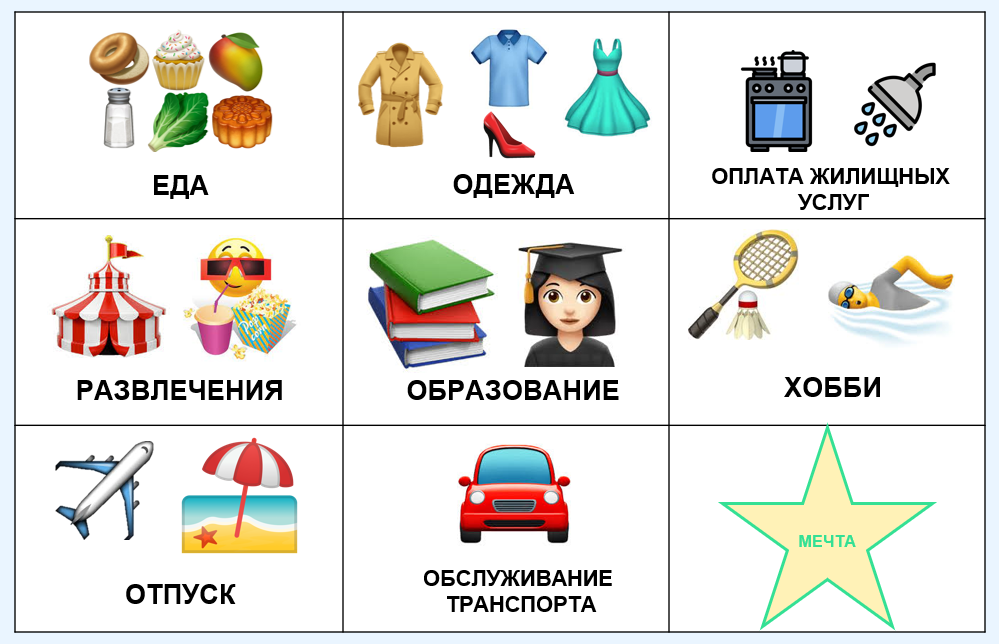 ЕДА
ОДЕЖДА
ОПЛАТА ЖИЛИЩНЫХ
УСЛУГ
РАЗВЛЕЧЕНИЯ
ОБРАЗОВАНИЕ
ХОББИ
ОТПУСК
ОБСЛУЖИВАНИЕ
ТРАНСПОРТА
МЕЧТА